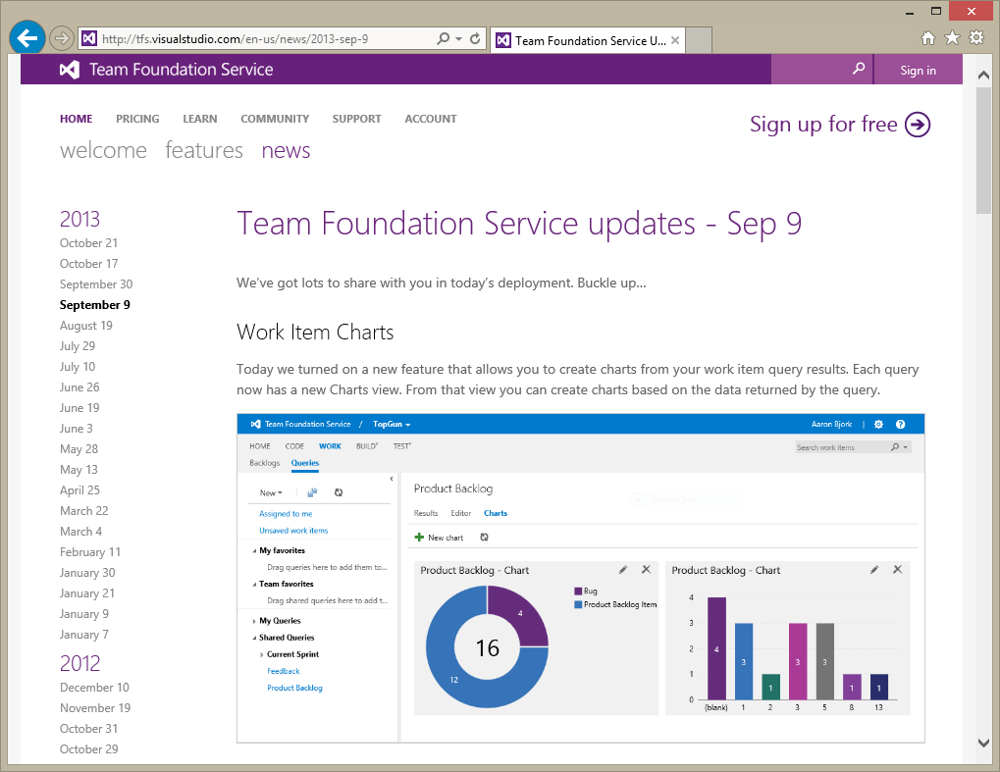 http://tfs.visualstudio.com/en-us/news/2013-sep-9
Team Foundation Service U...
Team Foundation Service
Sign in
HOME PRICING LEARN COMMUNITY SUPPORT ACCOUNT
Sign up for free
welcome features news
2013
October 21
October 17
September 30
September 9
August 19
July 29
July 10
June 26
June 19
June 3
May 28
May 13
April 25
March 22
March 4
February 11
January 30
January 21
January 9
January 7
2012
December 10
November 19
October 31
October 29
Team Foundation Service updates - Sep 9
We've got lots to share with you in today's deployment. Buckle up...
Work Item Charts
Today we turned on a new feature that allows you to create charts from your work item query results. Each query
now has a new Charts view. From that view you can create charts based on the data returned by the query.
Team Foundation Service / TopGun
Aaron Bjork
HOME CODE WORK BUILD* TEST*
Search work items
Backlogs Queries
New
Assigned to me
Unsaved work items
My favorites
Drag queries here to add them to...
Team favorites
Drag shared queries here to add t...
My Queries
Shared Queries
Current Sprint
Feedback
Product Backlog
Product Backlog
Results Editor Charts
New chart
Product Backlog - Chart
Bug
Product Backlog Item
4
16
12
Product Backlog - Chart
4
3
2
1
0
4
3
1
3
3
1
1
(blank) 1 2 3 5 8 13